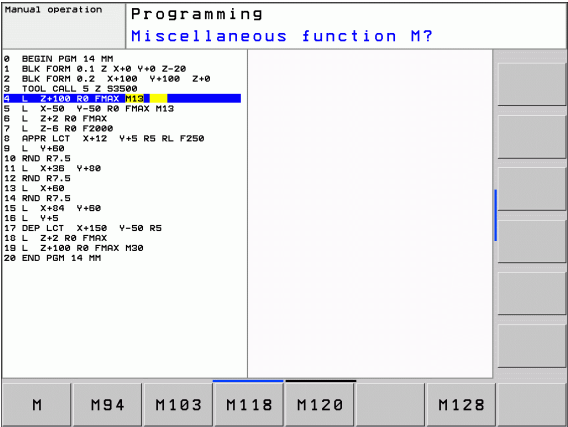 Manual operation
Programming
Miscellaneous function M?
0 BEGIN PGM 14 MM
1 BLK FORM 0.1 Z X+0 Y+0 Z-20
2 BLK FORM 0.2 X+100 Y+100 Z+0
3 TOOL CALL 5 Z S3500
4 L Z+100 R0 FMAX M13
5 L X-50 Y-50 R0 FMAX M13
6 L Z+2 R0 FMAX
7 L Z-6 R0 F2000
8 APPR LCT X+12 Y+5 R5 RL F250
9 L Y+60
10 RND R7.5
11 L X+36 Y+80
12 RND R7.5
13 L X+60
14 RND R7.5
15 L X+84 Y+60
16 L Y+5
17 DEP LCT X+150 Y-50 R5
18 L Z+2 R0 FMAX
19 L Z+100 R0 FMAX M30
20 END PGM 14 MM
M M94 M103 M118 M120 M128